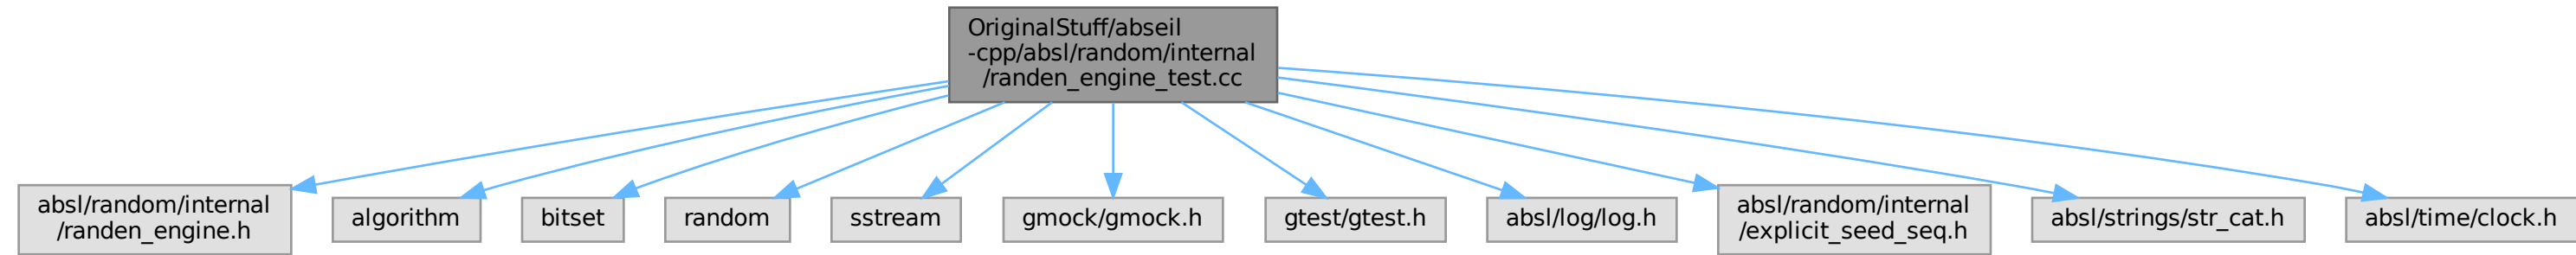 OriginalStuff/abseil
-cpp/absl/random/internal
/randen_engine_test.cc
absl/random/internal
/randen_engine.h
algorithm
bitset
random
sstream
gmock/gmock.h
gtest/gtest.h
absl/log/log.h
absl/random/internal
/explicit_seed_seq.h
absl/strings/str_cat.h
absl/time/clock.h